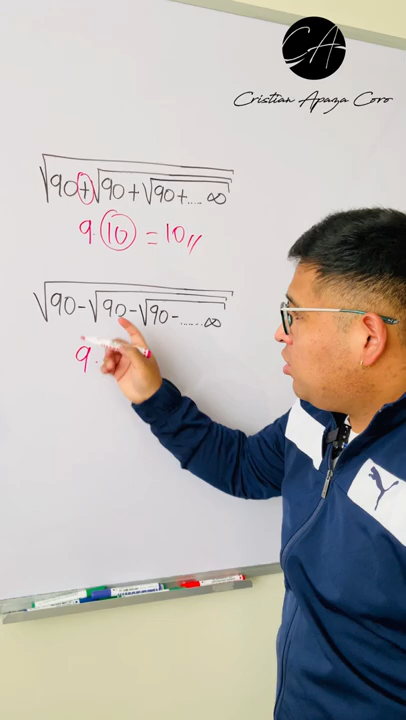 CA
Cristian Apaza Coro
√90+√90+√90+.... ∞
9.10 = 10//
√90-√90-√90-...... ∞
9.